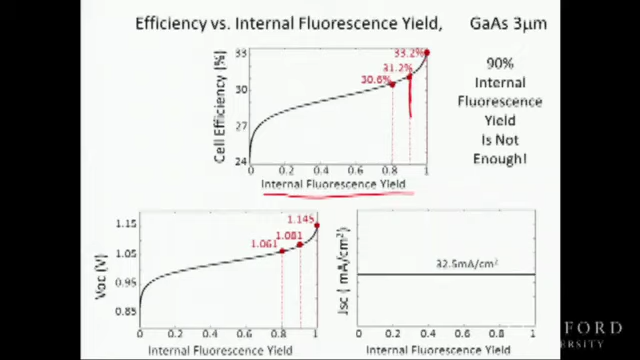 Efficiency vs. Internal Fluorescence Yield, GaAs 3μm
90%
Internal
Fluorescence
Yield
Is Not
Enough!
Cell Efficiency (%)
33
30
27
24
33.2%
31.2%
30.6%
0 0.2 0.4 0.6 0.8 1
Internal Fluorescence Yield
Voc (V)
1.15
1.05
0.95
0.85
1.145
1.081
1.061
0 0.2 0.4 0.6 0.8 1
Internal Fluorescence Yield
Jsc ( mA/cm²)
32.5mA/cm²
0 0.2 0.4 0.6 0.8 1
Internal Fluorescence Yield
FORD
ERSITY